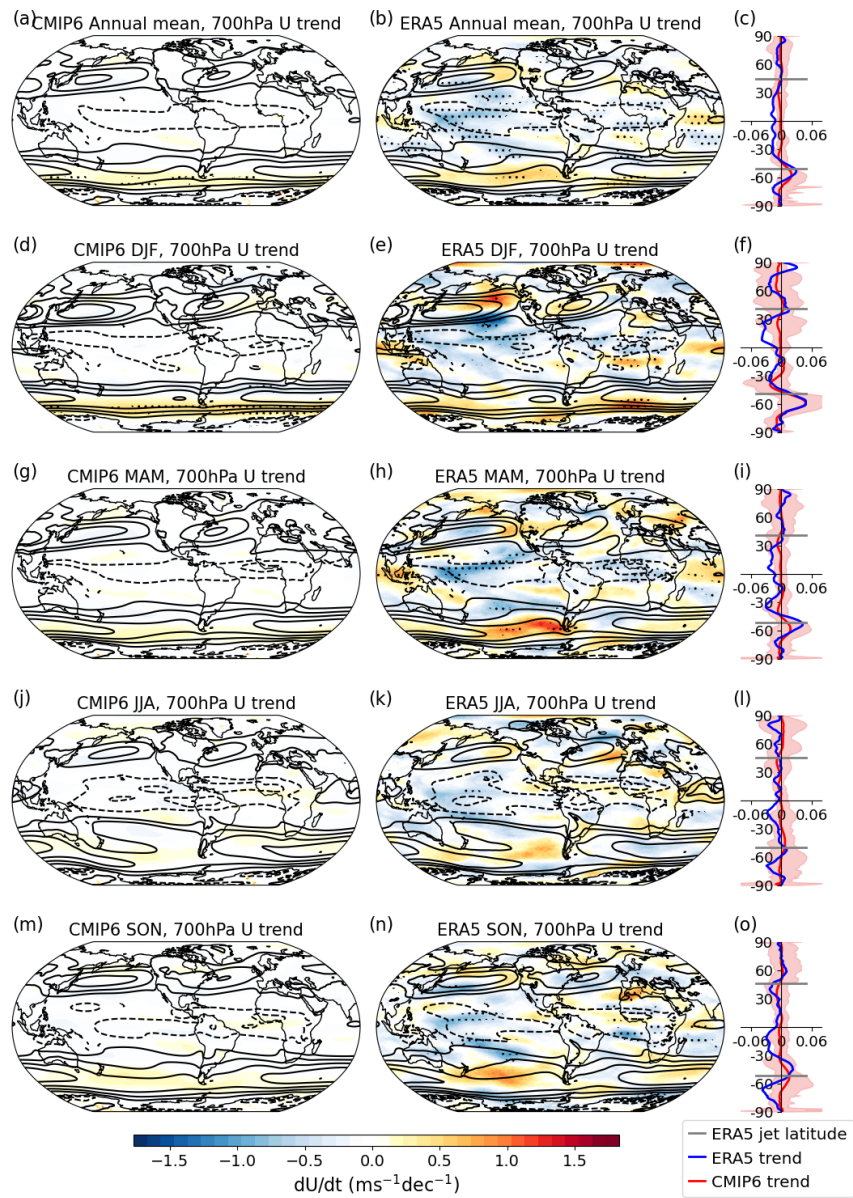 (a) CMIP6 Annual mean, 700hPa U trend
(b) ERA5 Annual mean, 700hPa U trend
(c)
90
60
30
-0.06 0 0.06
-30
-60
-90
(d) CMIP6 DJF, 700hPa U trend
(e) ERA5 DJF, 700hPa U trend
(f)
90
60
30
-0.06 0 0.06
-30
-60
-90
(g) CMIP6 MAM, 700hPa U trend
(h) ERA5 MAM, 700hPa U trend
(i)
90
60
30
-0.06 0 0.06
-30
-60
-90
(j) CMIP6 JJA, 700hPa U trend
(k) ERA5 JJA, 700hPa U trend
(l)
90
60
30
-0.06 0 0.06
-30
-60
-90
(m) CMIP6 SON, 700hPa U trend
(n) ERA5 SON, 700hPa U trend
(o)
90
60
30
-0.06 0 0.06
-30
-60
-90
−1.5 −1.0 −0.5 0.0 0.5 1.0 1.5
dU/dt (ms⁻¹dec⁻¹)
ERA5 jet latitude
ERA5 trend
CMIP6 trend